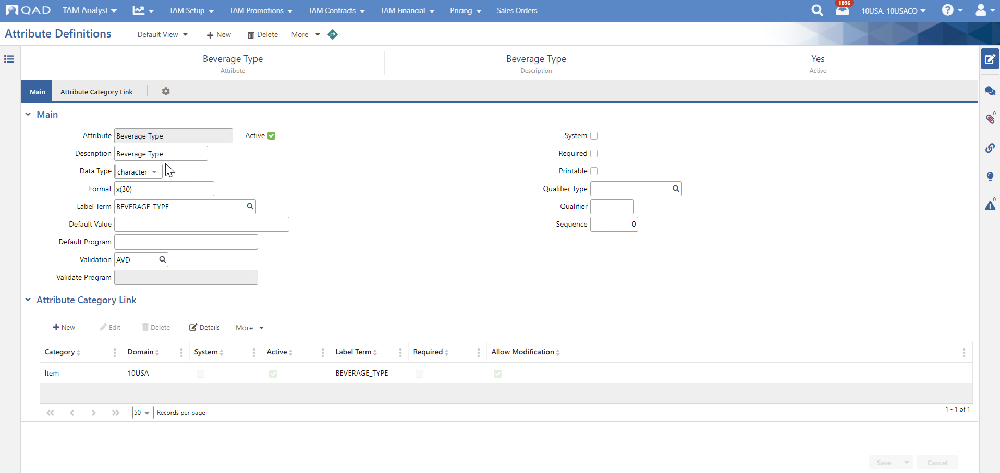 QAD TAM Analyst TAM Setup TAM Promotions TAM Contracts TAM Financial Pricing Sales Orders 1896 10USA, 10USACO
Attribute Definitions Default View New Delete More
Beverage Type Beverage Type Yes
Attribute Description Active
Main Attribute Category Link
Main
Attribute Beverage Type Active System
Description Beverage Type Required
Data Type character Printable
Format x(30) Qualifier Type
Label Term BEVERAGE_TYPE Qualifier
Default Value Sequence 0
Default Program
Validation AVD
Validate Program
0
0
Attribute Category Link
New Edit Delete Details More
Category Domain System Active Label Term Required Allow Modification
Item 10USA BEVERAGE_TYPE
50 Records per page 1 - 1 of 1
Save Cancel